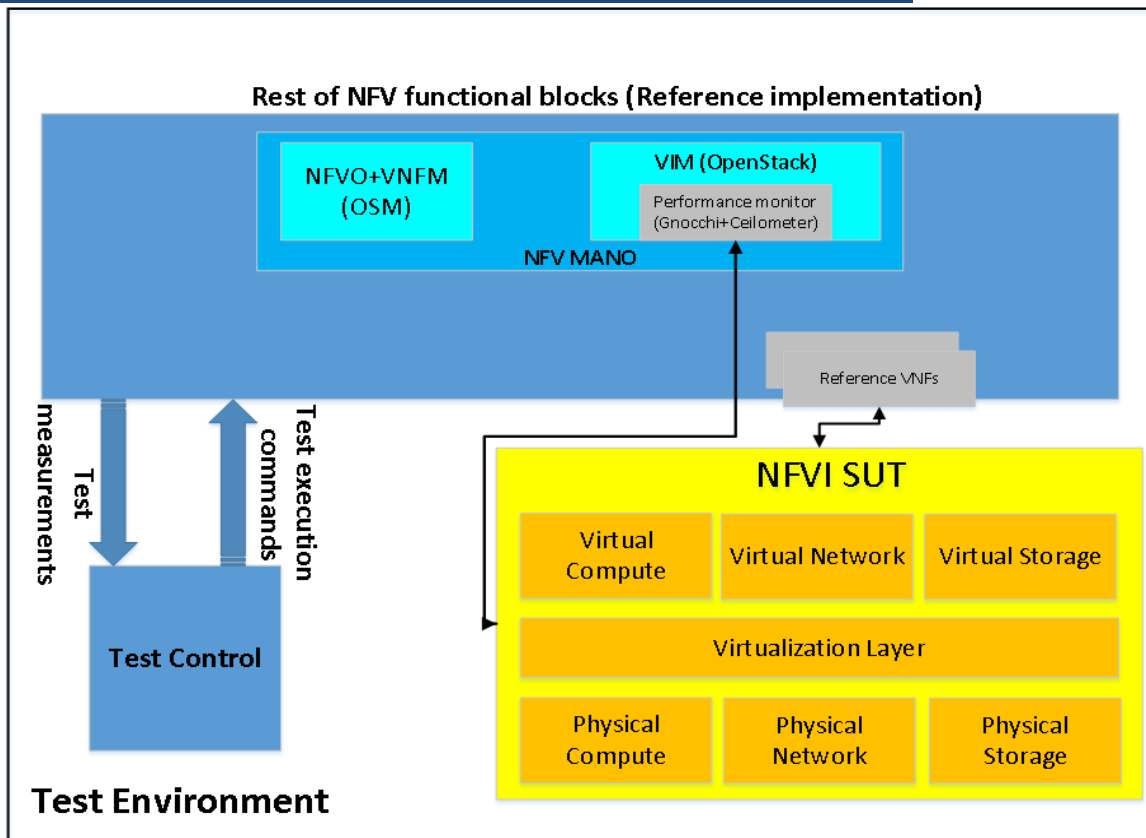 Rest of NFV functional blocks (Reference implementation)
NFVO+VNFM
(OSM)
VIM (OpenStack)
Performance monitor
(Gnocchi+Ceilometer)
NFV MANO
Reference VNFs
Test
measurements
Test execution
commands
Test Control
NFVI SUT
Virtual
Compute
Virtual Network
Virtual Storage
Virtualization Layer
Physical
Compute
Physical
Network
Physical
Storage
Test Environment